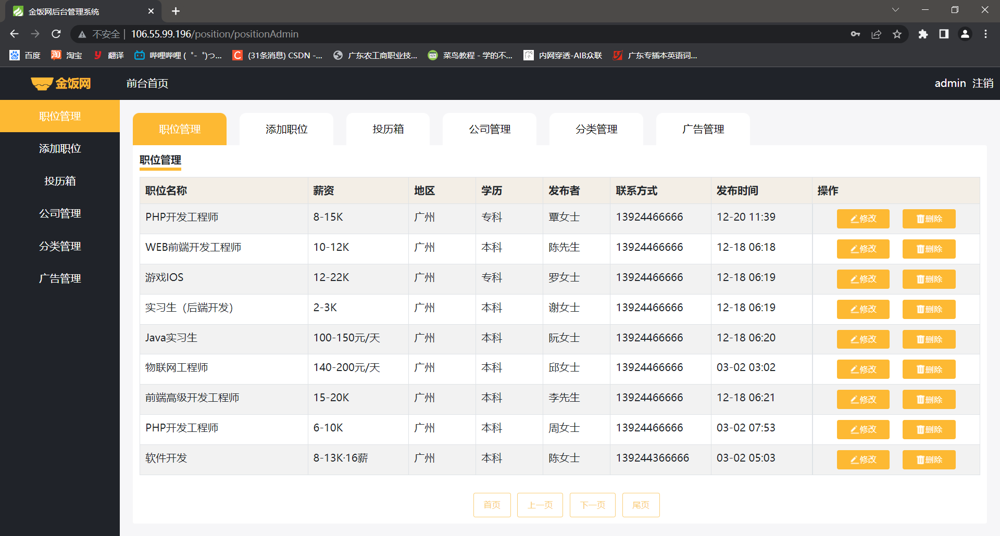 金饭网后台管理系统
不安全 106.55.99.196/position/positionAdmin
百度 淘宝 翻译 哔哩哔哩 (゜-゜)つ... (31条消息) CSDN -... 广东农工商职业技... 菜鸟教程 - 学的不... 内网穿透-AIB众联 广东专插本英语词...
金饭网 前台首页 admin 注销
职位管理
添加职位
投历箱
公司管理
分类管理
广告管理
职位管理 添加职位 投历箱 公司管理 分类管理 广告管理
职位管理
职位名称 薪资 地区 学历 发布者 联系方式 发布时间 操作
PHP开发工程师 8-15K 广州 专科 覃女士 13924466666 12-20 11:39 修改 删除
WEB前端开发工程师 10-12K 广州 本科 陈先生 13924466666 12-18 06:18 修改 删除
游戏IOS 12-22K 广州 专科 罗女士 13924466666 12-18 06:19 修改 删除
实习生（后端开发） 2-3K 广州 本科 谢女士 13924466666 12-18 06:19 修改 删除
Java实习生 100-150元/天 广州 本科 阮女士 13924466666 12-18 06:20 修改 删除
物联网工程师 140-200元/天 广州 本科 邱女士 13924466666 03-02 03:02 修改 删除
前端高级开发工程师 15-20K 广州 本科 李先生 13924466666 12-18 06:21 修改 删除
PHP开发工程师 6-10K 广州 本科 周女士 13924466666 03-02 07:53 修改 删除
软件开发 8-13K·16薪 广州 本科 陈女士 139244366666 03-02 05:03 修改 删除
首页 上一页 下一页 尾页